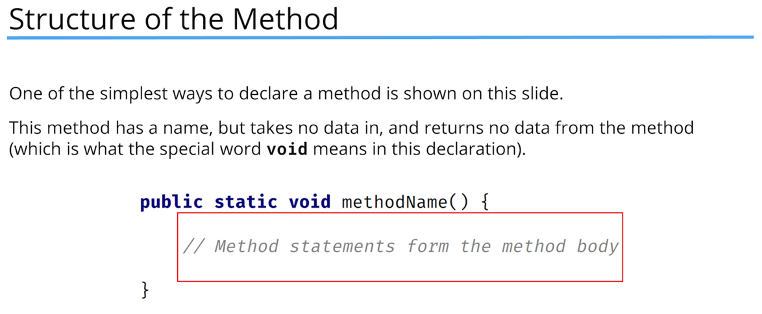 Structure of the Method
One of the simplest ways to declare a method is shown on this slide.
This method has a name, but takes no data in, and returns no data from the method
(which is what the special word void means in this declaration).
public static void methodName() {
// Method statements form the method body
}